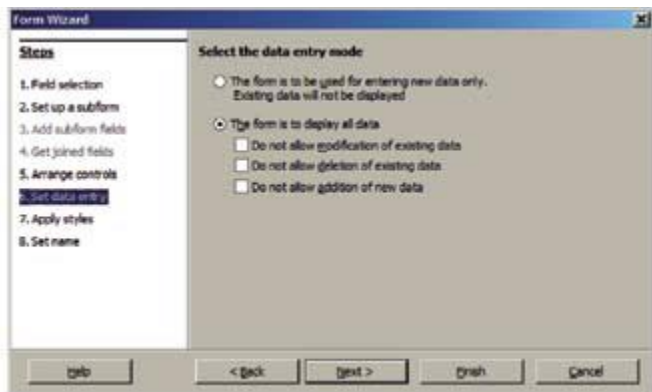 Form Wizard
Steps
1. Field selection
2. Set up a subform
3. Add subform fields
4. Get joined fields
5. Arrange controls
6. Set data entry
7. Apply styles
8. Set name
Select the data entry mode
The form is to be used for entering new data only.
Existing data will not be displayed
The form is to display all data
Do not allow modification of existing data
Do not allow deletion of existing data
Do not allow addition of new data
Help
< Back
Next >
Finish
Cancel